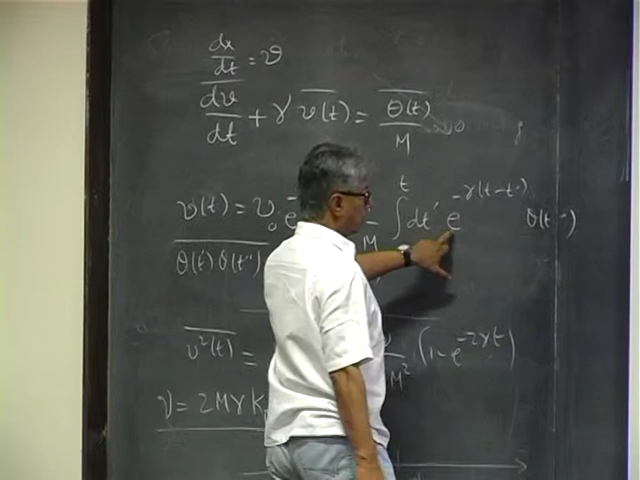 dx/dt = v
dv/dt + γ v(t) = θ(t)/M
v(t) = v₀ e M ∫ᵗ dt' e^{-γ(t-t')} θ(t')
θ(t) θ(t')
v²(t) = M² (1 - e^{-2γt})
ν = 2MγK